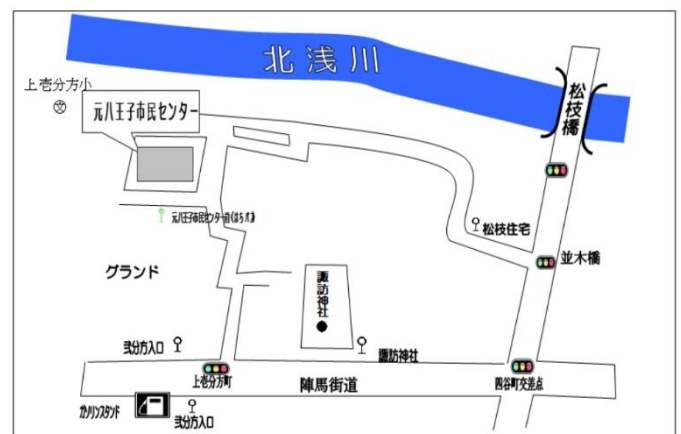 北浅川
上壱分方小
文
元八王子市民センター
松枝橋
元八王子市民センター前(はちバス)
松枝住宅
並木橋
グランド
諏訪神社
弐分方入口
諏訪神社
上壱分方町
陣馬街道
四谷町交差点
ガソリンスタンド
弐分方入口